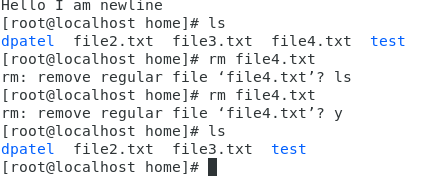 Hello I am newline
[root@localhost home]# ls
dpatel  file2.txt  file3.txt  file4.txt  test
[root@localhost home]# rm file4.txt
rm: remove regular file ‘file4.txt’? ls
[root@localhost home]# rm file4.txt
rm: remove regular file ‘file4.txt’? y
[root@localhost home]# ls
dpatel  file2.txt  file3.txt  test
[root@localhost home]#